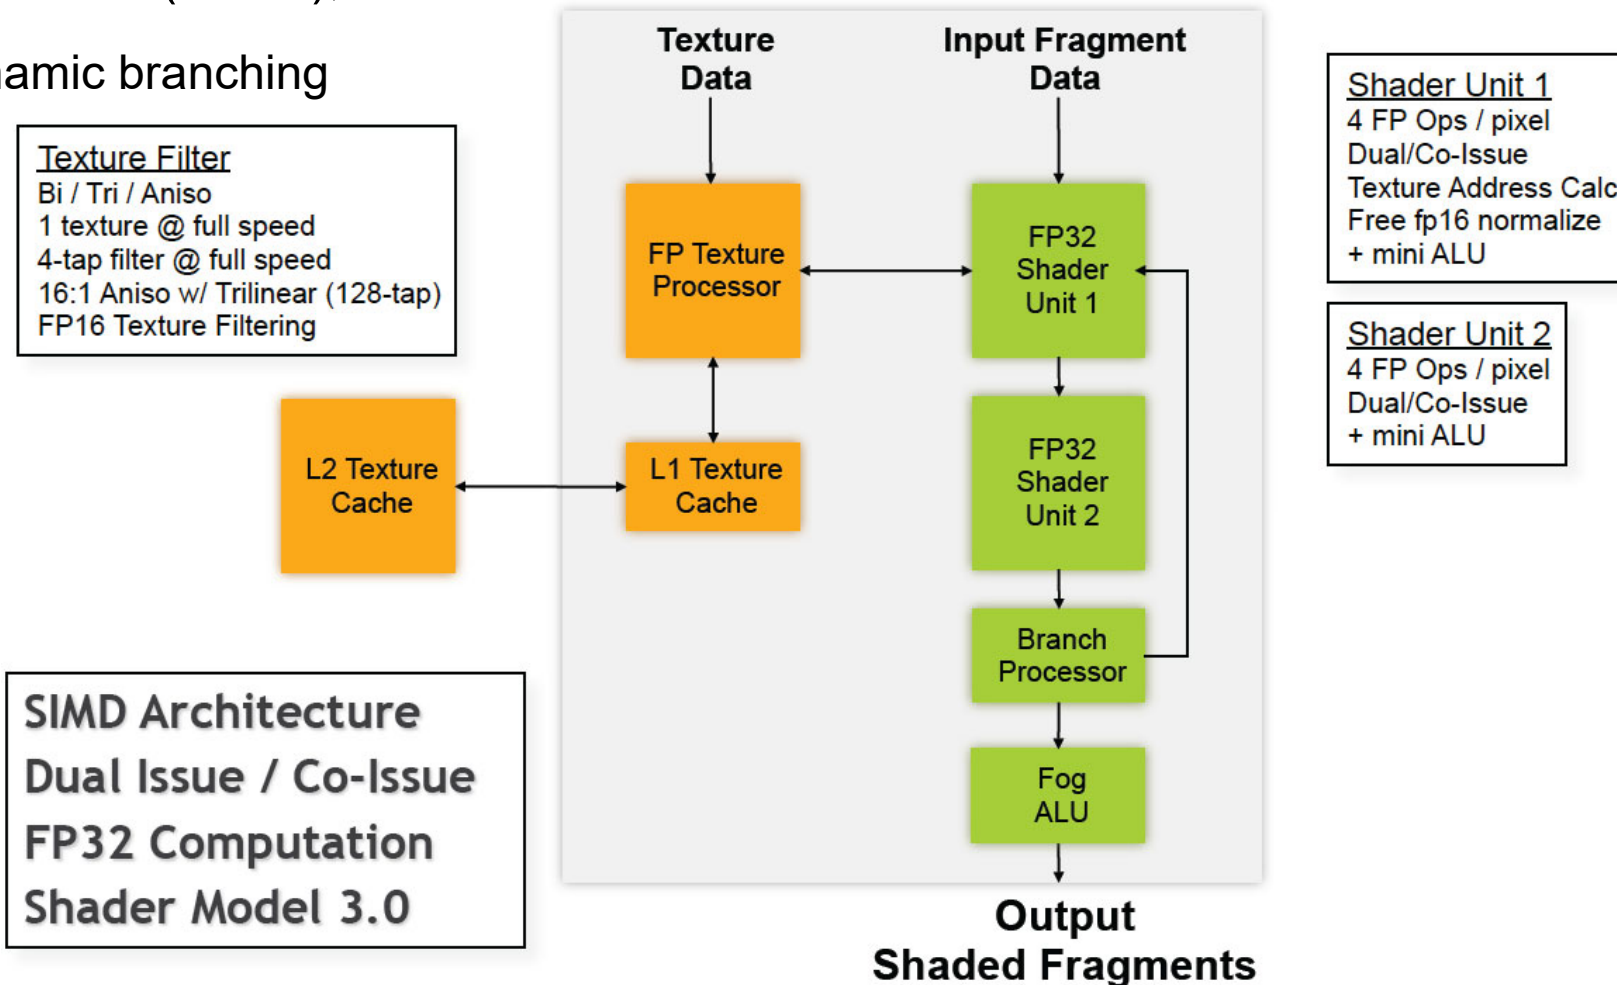 namic branching
Texture Filter
Bi / Tri / Aniso
1 texture @ full speed
4-tap filter @ full speed
16:1 Aniso w/ Trilinear (128-tap)
FP16 Texture Filtering
Texture
Data
Input Fragment
Data
Shader Unit 1
4 FP Ops / pixel
Dual/Co-Issue
Texture Address Calc
Free fp16 normalize
+ mini ALU
FP Texture
Processor
FP32
Shader
Unit 1
Shader Unit 2
4 FP Ops / pixel
Dual/Co-Issue
+ mini ALU
L2 Texture
Cache
L1 Texture
Cache
FP32
Shader
Unit 2
Branch
Processor
Fog
ALU
SIMD Architecture
Dual Issue / Co-Issue
FP32 Computation
Shader Model 3.0
Output
Shaded Fragments